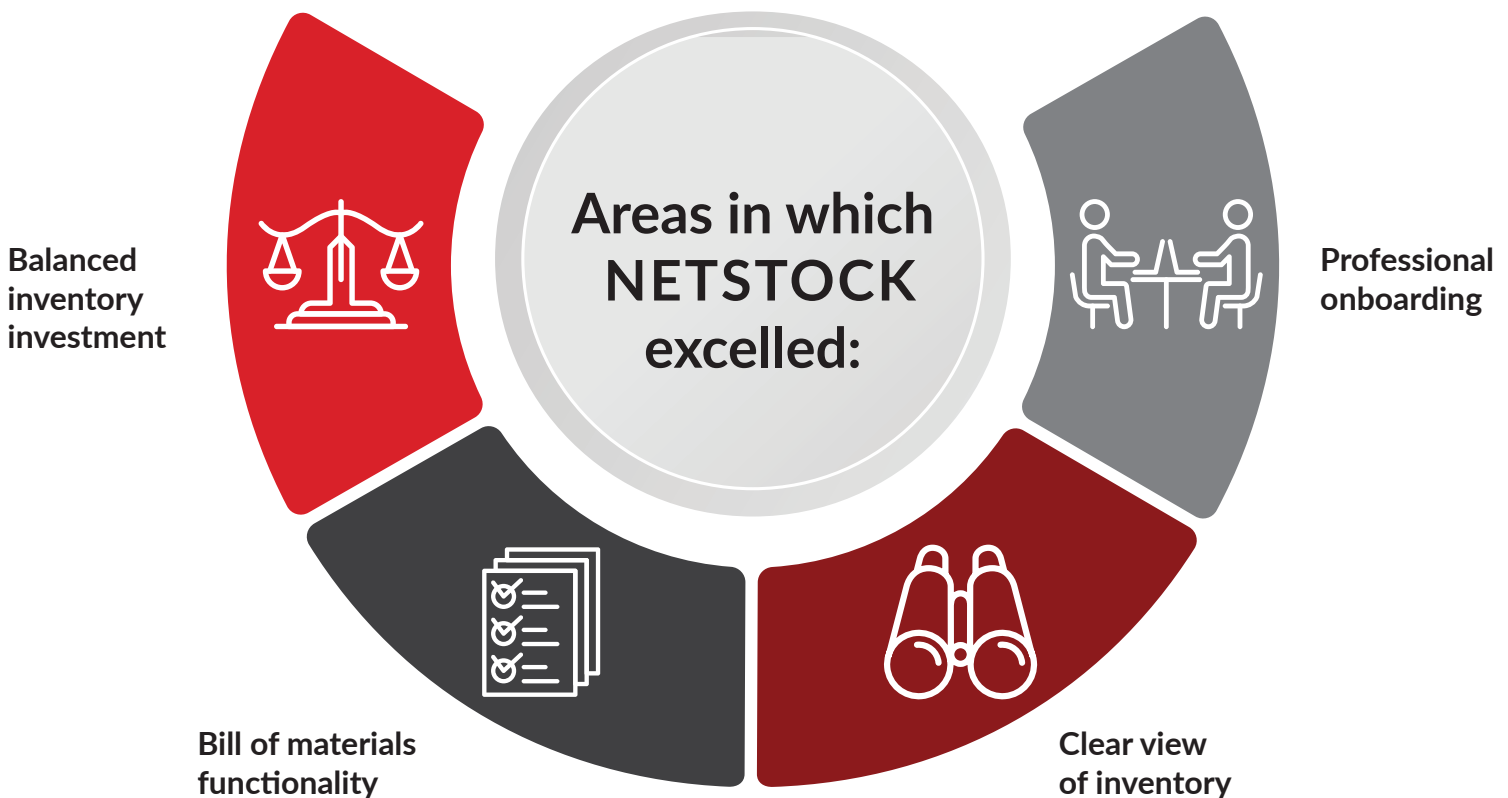 Areas in which
NETSTOCK
excelled:
Balanced
inventory
investment
Bill of materials
functionality
Clear view
of inventory
Professional
onboarding